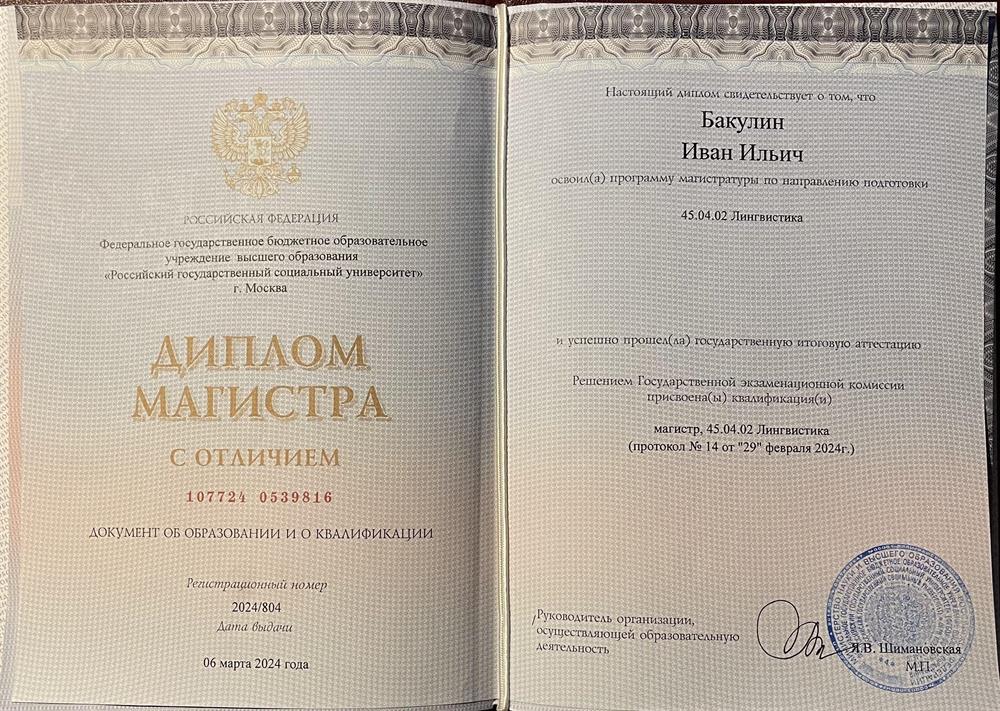 РОССИЙСКАЯ ФЕДЕРАЦИЯ
Федеральное государственное бюджетное образовательное
учреждение высшего образования
«Российский государственный социальный университет»
г. Москва
ДИПЛОМ
МАГИСТРА
С ОТЛИЧИЕМ
107724 0539816
ДОКУМЕНТ ОБ ОБРАЗОВАНИИ И О КВАЛИФИКАЦИИ
Регистрационный номер
2024/804
Дата выдачи
06 марта 2024 года
Настоящий диплом свидетельствует о том, что
Бакулин
Иван Ильич
освоил(а) программу магистратуры по направлению подготовки
45.04.02 Лингвистика
и успешно прошел(ла) государственную итоговую аттестацию
Решением Государственной экзаменационной комиссии
присвоена(ы) квалификация(и)
магистр, 45.04.02 Лингвистика
(протокол № 14 от "29" февраля 2024г.)
Руководитель организации,
осуществляющей образовательную
деятельность
Я.В. Шимановская
М.П.